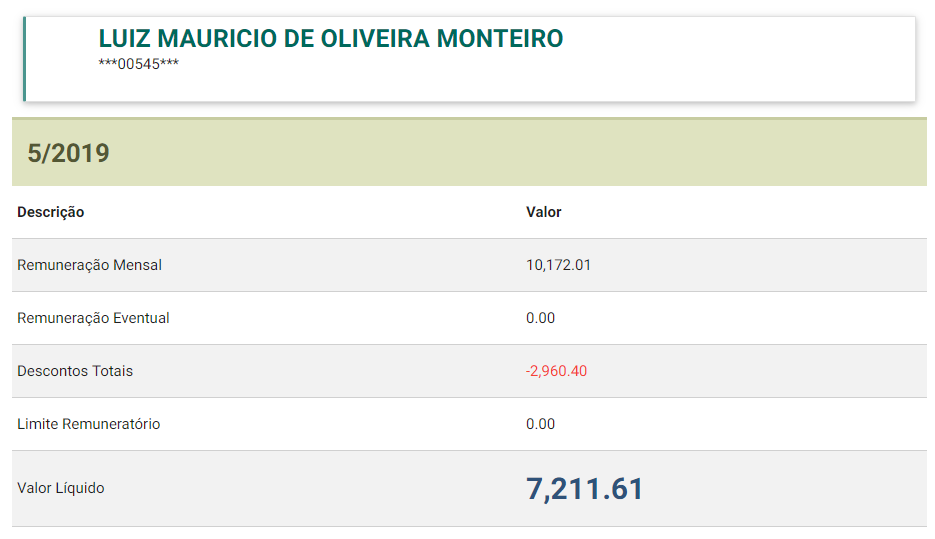 LUIZ MAURICIO DE OLIVEIRA MONTEIRO
***00545***
5/2019
Descrição Valor
Remuneração Mensal 10,172.01
Remuneração Eventual 0.00
Descontos Totais -2,960.40
Limite Remuneratório 0.00
Valor Líquido 7,211.61